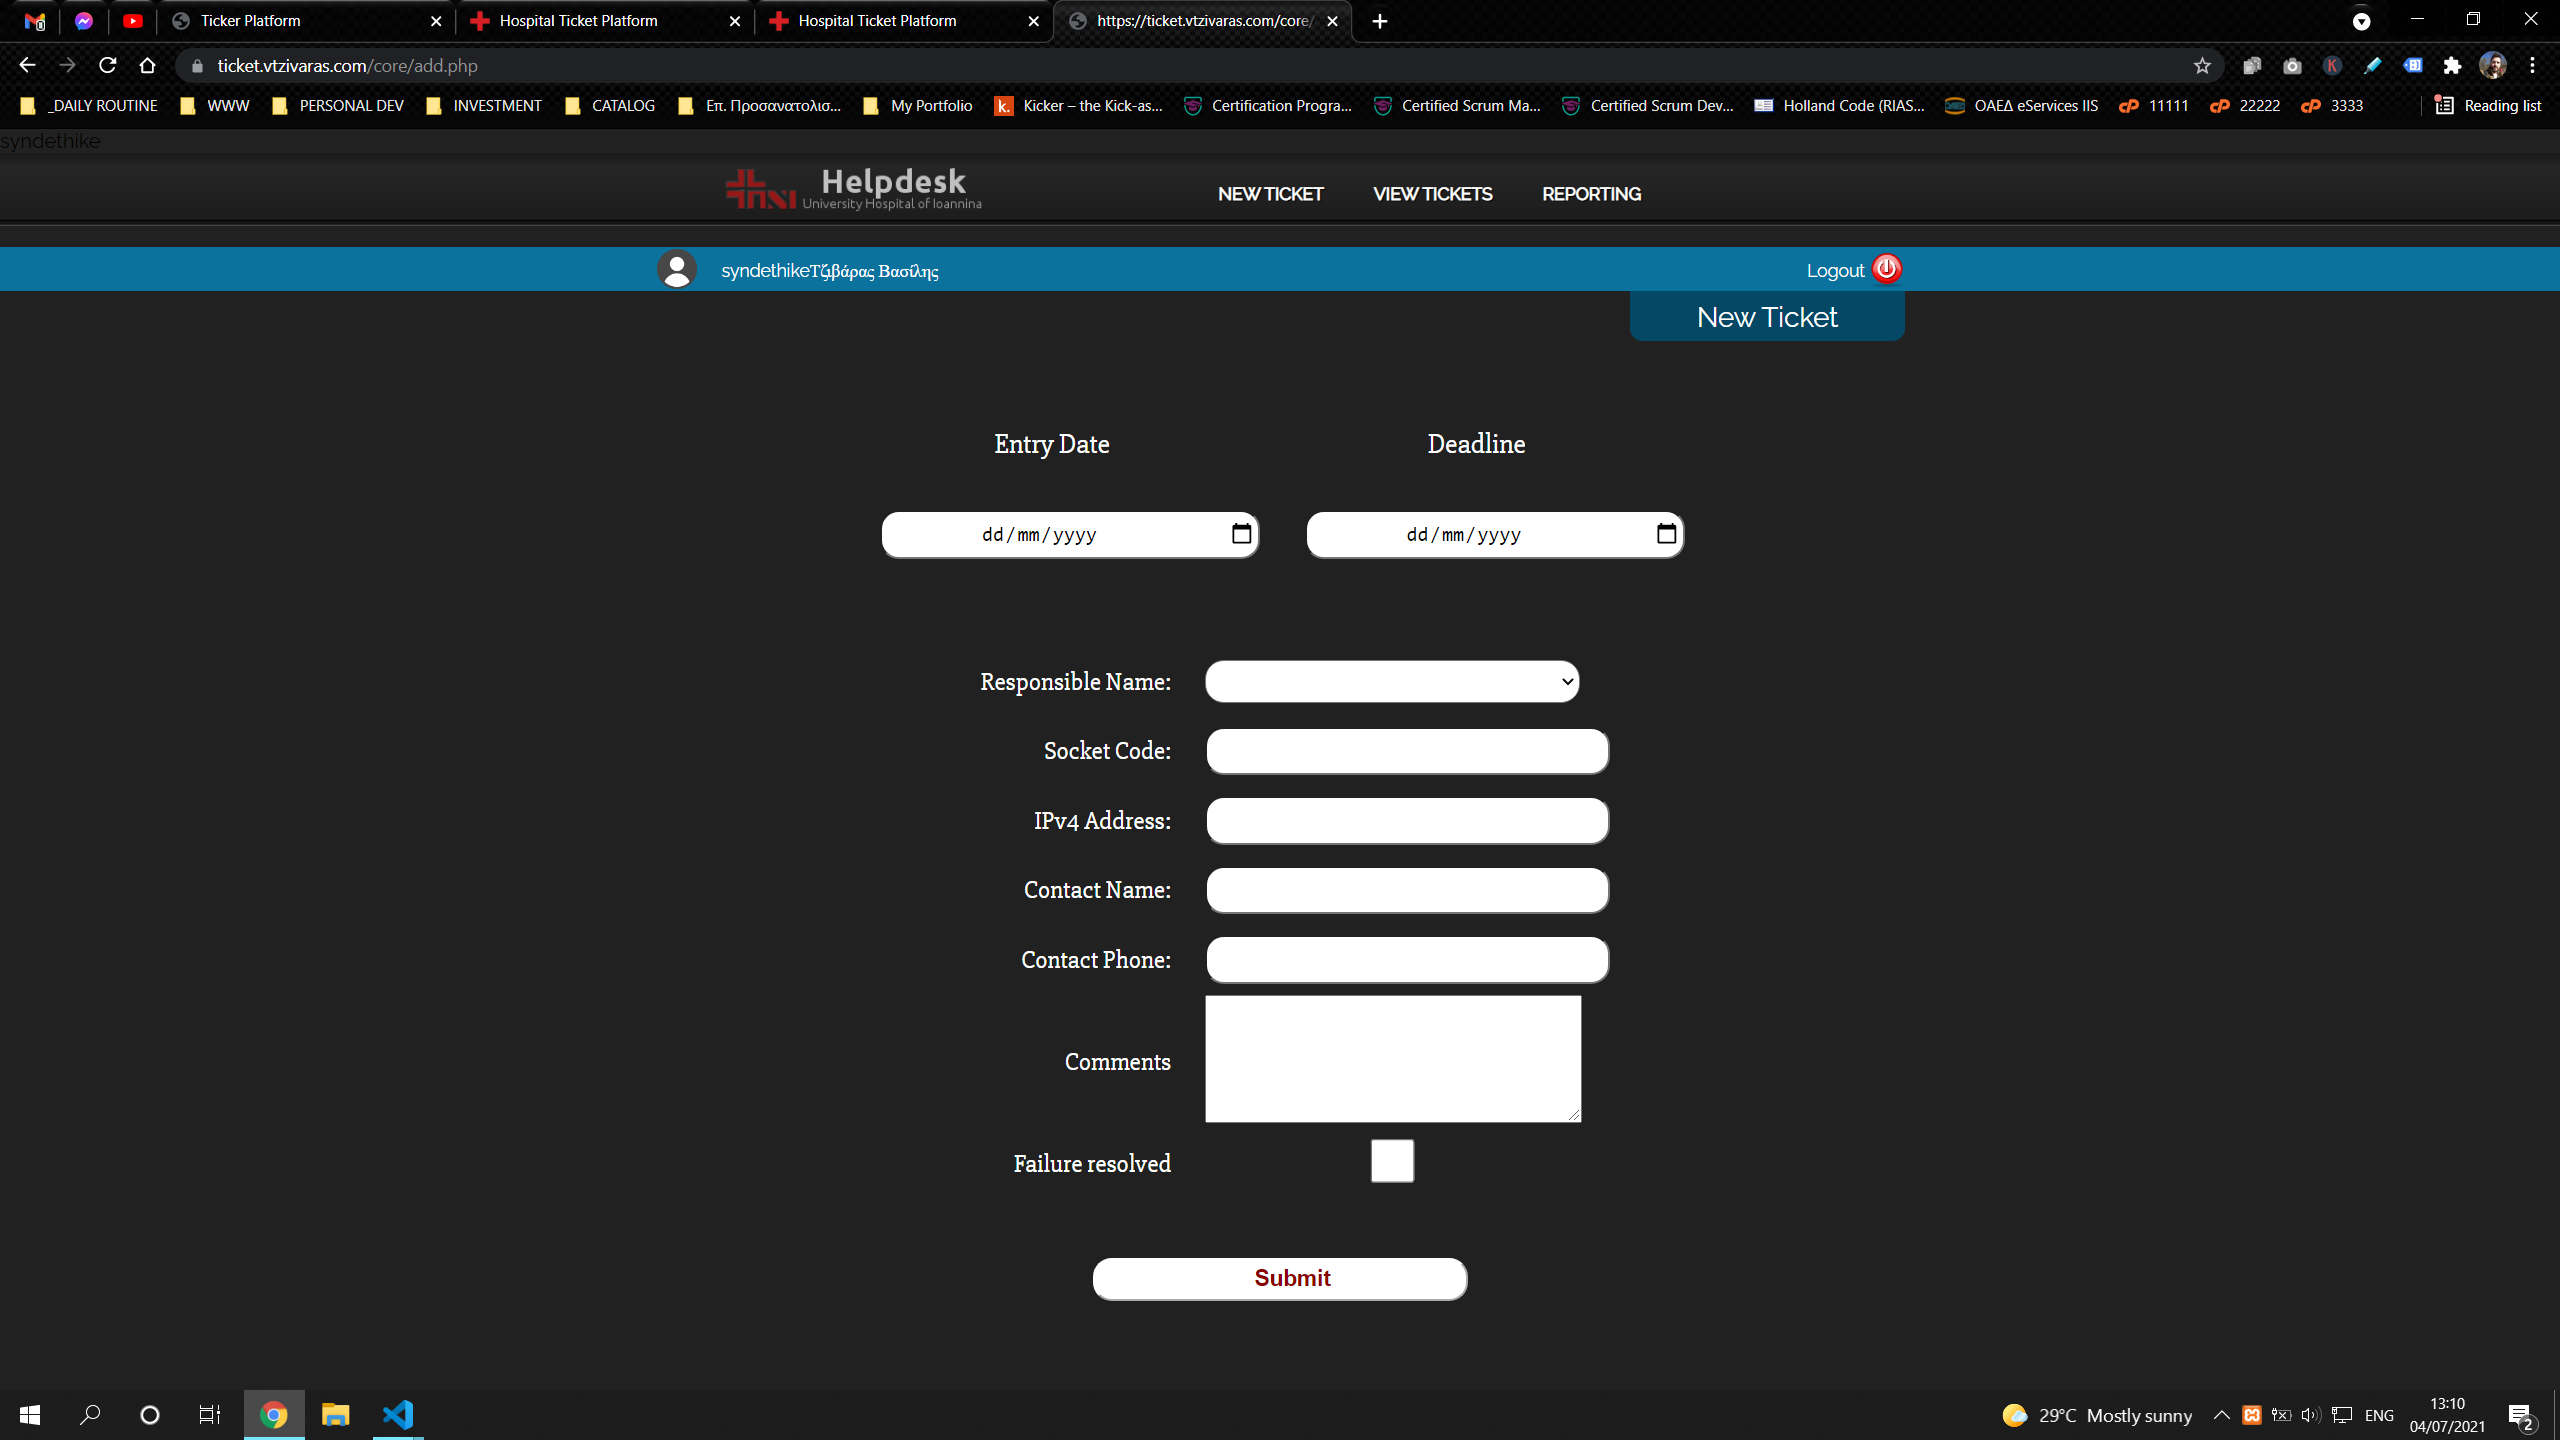 Ticker Platform
Hospital Ticket Platform
Hospital Ticket Platform
https://ticket.vtzivaras.com/core/
ticket.vtzivaras.com/core/add.php
_DAILY ROUTINE
WWW
PERSONAL DEV
INVESTMENT
CATALOG
Επ. Προσανατολισ...
My Portfolio
k.
Kicker – the Kick-as...
Certification Progra...
Certified Scrum Ma...
Certified Scrum Dev...
Holland Code (RIAS...
ΟΑΕΔ eServices IIS
11111
22222
3333
Reading list
syndethike
Helpdesk
University Hospital of Ioannina
NEW TICKET
VIEW TICKETS
REPORTING
syndethikeΤζιβάρας Βασίλης
Logout
New Ticket
Entry Date
Deadline
dd/mm/yyyy
dd/mm/yyyy
Responsible Name:
Socket Code:
IPv4 Address:
Contact Name:
Contact Phone:
Comments
Failure resolved
Submit
29°C Mostly sunny
ENG
13:10
04/07/2021
2